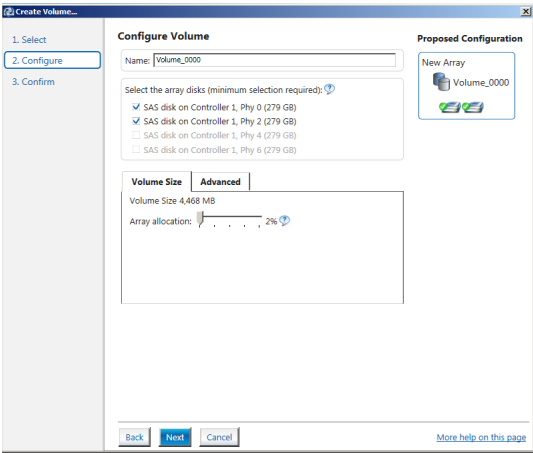 Create Volume...
1. Select
2. Configure
3. Confirm
Configure Volume
Name: Volume_0000
Select the array disks (minimum selection required):
SAS disk on Controller 1, Phy 0 (279 GB)
SAS disk on Controller 1, Phy 2 (279 GB)
SAS disk on Controller 1, Phy 4 (279 GB)
SAS disk on Controller 1, Phy 6 (279 GB)
Volume Size Advanced
Volume Size 4,468 MB
Array allocation: 2%
Proposed Configuration
New Array
Volume_0000
Back Next Cancel
More help on this page